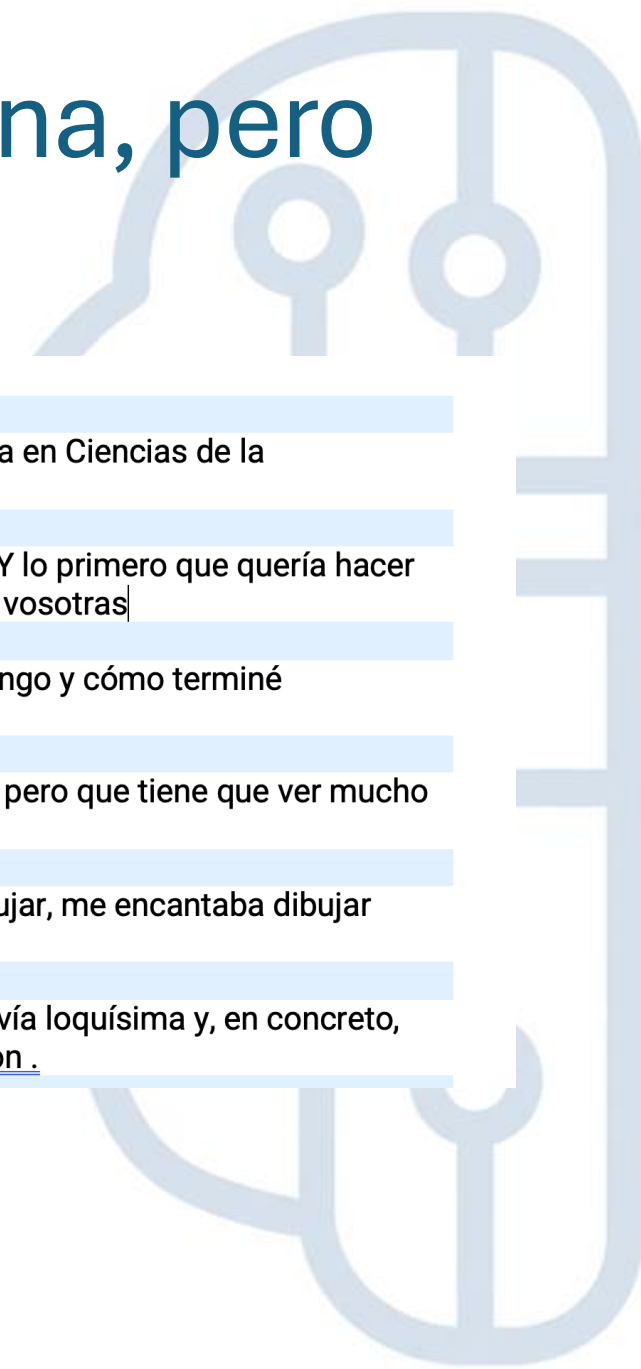 na, pero
a en Ciencias de la
Y lo primero que quería hacer
vosotras
ngo y cómo terminé
pero que tiene que ver mucho
ujar, me encantaba dibujar
vía loquísima y, en concreto,
on .